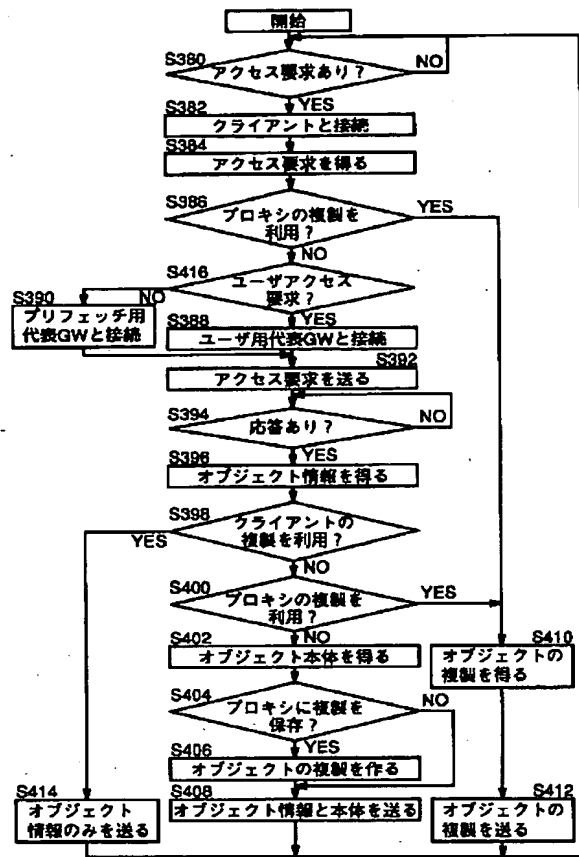 開始
S380
アクセス要求あり？
NO
YES
S382
クライアントと接続
S384
アクセス要求を得る
S386
プロキシの複製を
利用？
YES
NO
S416
ユーザアクセス
要求？
NO
YES
S390
プリフェッチ用
代表GWと接続
S388
ユーザ用代表GWと接続
S392
アクセス要求を送る
S394
応答あり？
NO
YES
S396
オブジェクト情報を得る
S398
クライアントの
複製を利用？
YES
NO
S400
プロキシの複製を
利用？
YES
NO
S402
オブジェクト本体を得る
S410
オブジェクトの
複製を得る
S404
プロキシに複製を
保存？
NO
YES
S406
オブジェクトの複製を作る
S414
オブジェクト
情報のみを送る
S408
オブジェクト情報と本体を送る
S412
オブジェクトの
複製を送る